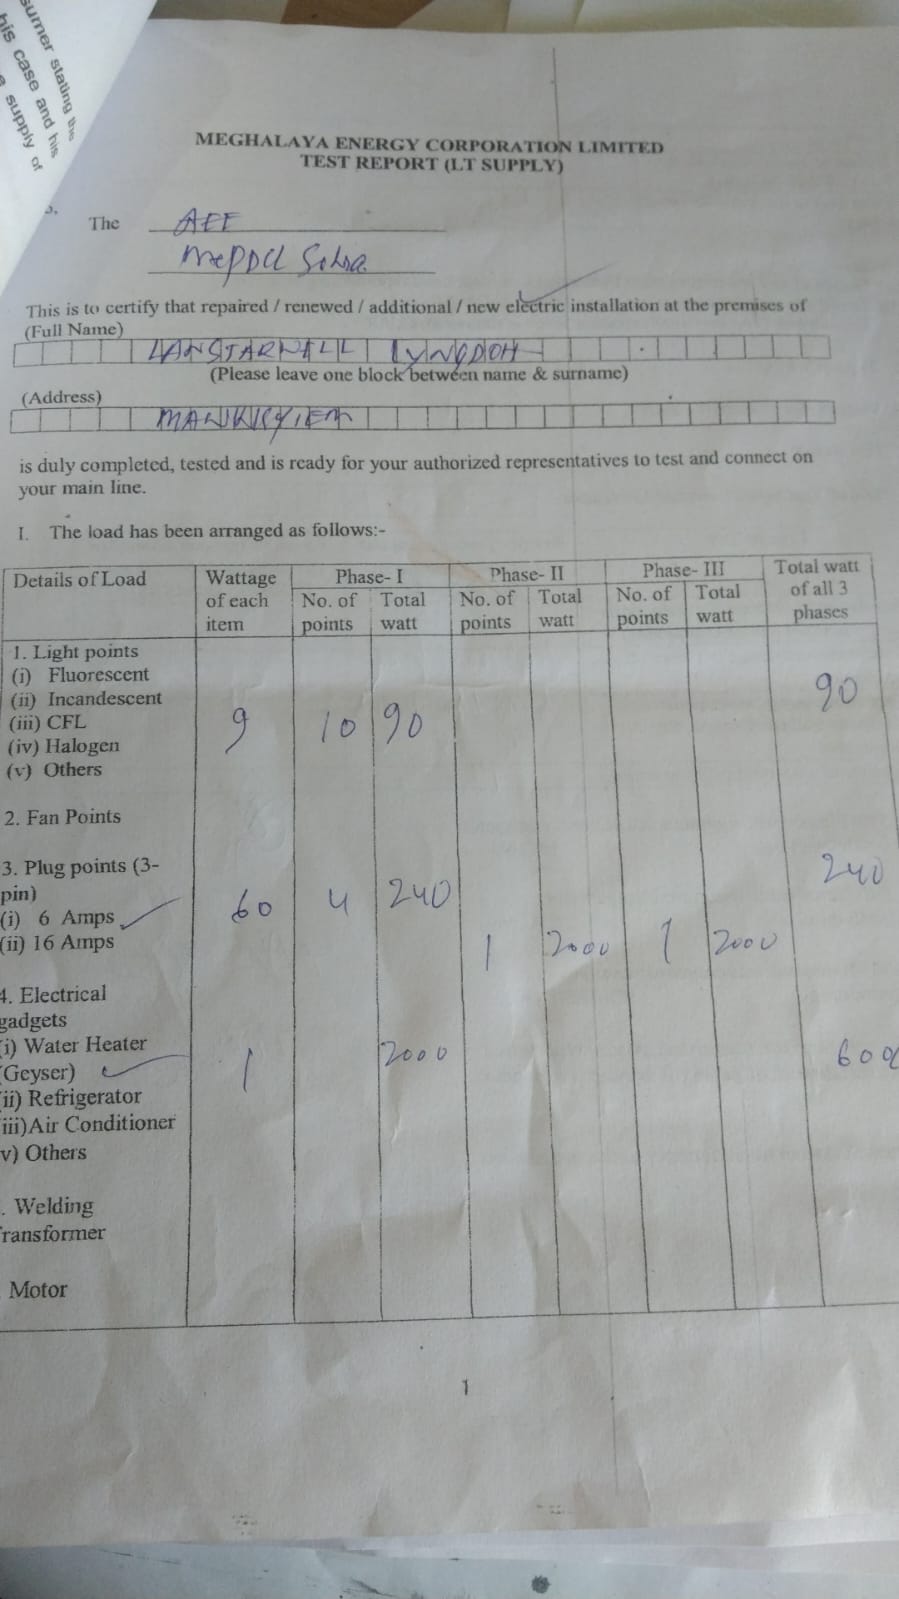 sumer stating the
his case and his
supply of
MEGHALAYA ENERGY CORPORATION LIMITED
TEST REPORT (LT SUPPLY)
The AEE
MePDCL Sohra
This is to certify that repaired / renewed / additional / new electric installation at the premises of
(Full Name)
LANSTARWELL LYNGDOH
(Please leave one block between name & surname)
(Address)
is duly completed, tested and is ready for your authorized representatives to test and connect on
your main line.
I. The load has been arranged as follows:-
Details of Load Wattage of each item Phase- I Phase- II Phase- III Total watt of all 3 phases
No. of points Total watt No. of points Total watt No. of points Total watt
1. Light points
(i) Fluorescent
(ii) Incandescent 90
(iii) CFL 9 10 90
(iv) Halogen
(v) Others
2. Fan Points
3. Plug points (3-
pin) 240
(i) 6 Amps 60 4 240
(ii) 16 Amps 1 2000 1 2000
4. Electrical
gadgets
(i) Water Heater 2000 600
(Geyser) 1
(ii) Refrigerator
(iii) Air Conditioner
v) Others
. Welding
ransformer
Motor
1